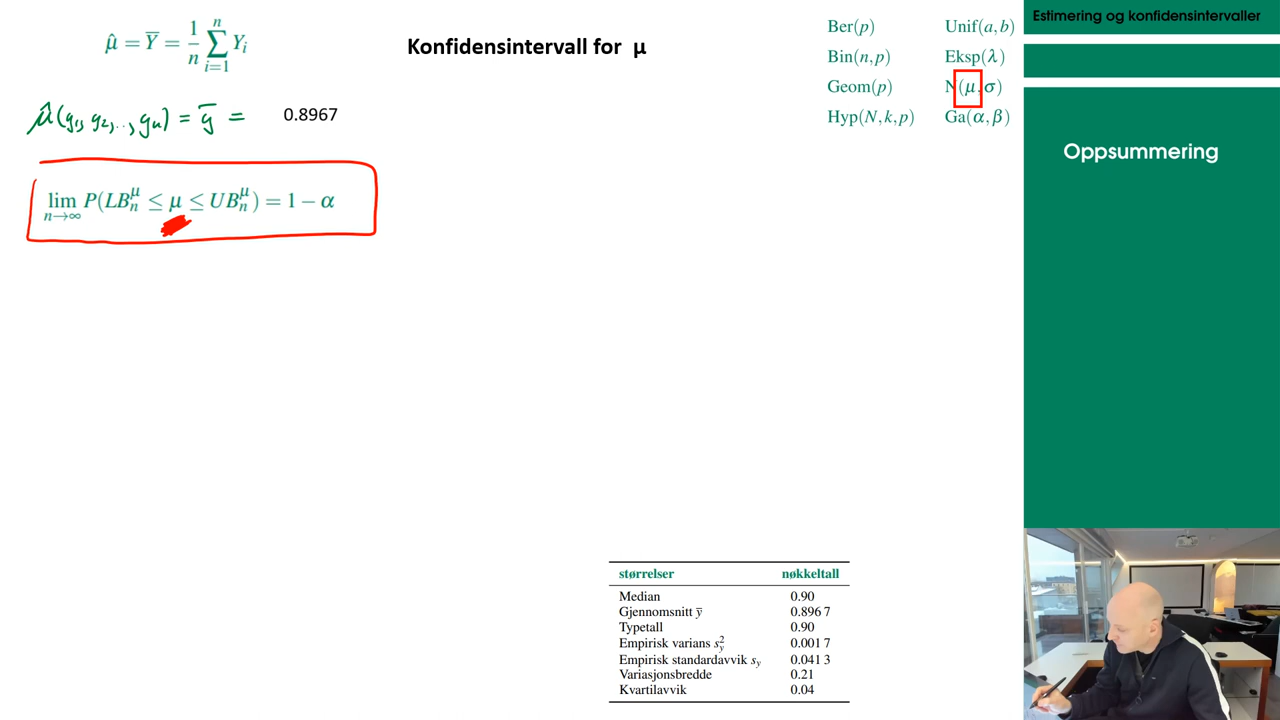 μ̂ = Y̅ = 1/n ∑_{i=1}^{n} Y_i
Konfidensintervall for μ
μ̂(y₁, y₂, .., yₙ) = y̅ = 0.8967
lim_{n→∞} P(LB_n^μ ≤ μ ≤ UB_n^μ) = 1 − α
Ber(p) Unif(a,b)
Bin(n,p) Eksp(λ)
Geom(p) N(μ,σ)
Hyp(N,k,p) Ga(α,β)
Estimering og konfidensintervaller
Oppsummering
størrelser nøkkeltall
Median 0.90
Gjennomsnitt y̅ 0.896 7
Typetall 0.90
Empirisk varians s_y^2 0.001 7
Empirisk standardavvik s_y 0.041 3
Variasjonsbredde 0.21
Kvartilavvik 0.04